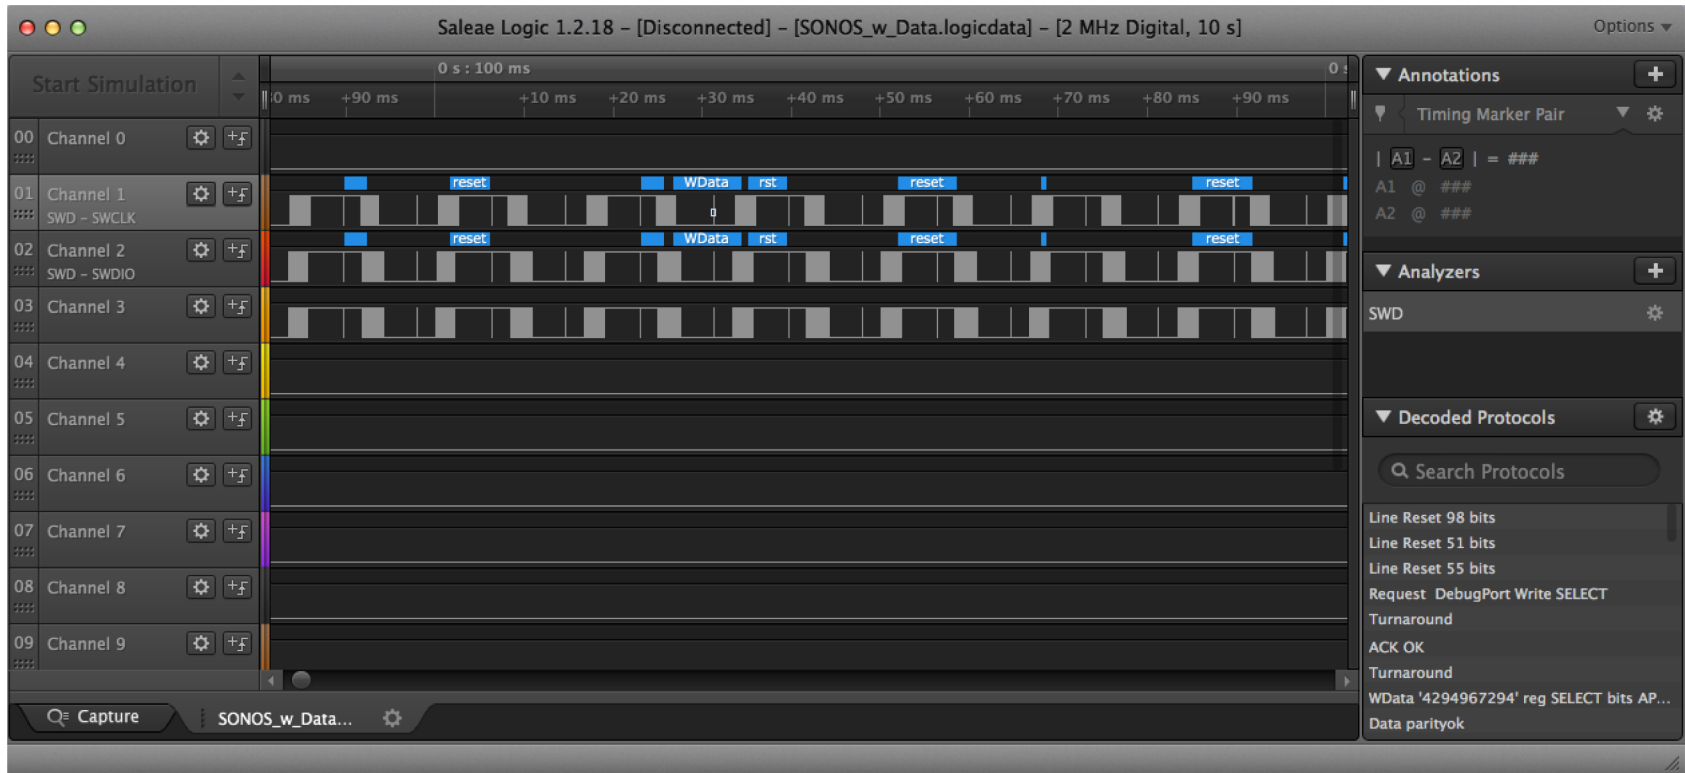 Saleae Logic 1.2.18 – [Disconnected] – [SONOS_w_Data.logicdata] – [2 MHz Digital, 10 s]
Options
Start Simulation
0 s : 100 ms
0 s
0 ms +90 ms +10 ms +20 ms +30 ms +40 ms +50 ms +60 ms +70 ms +80 ms +90 ms
00 Channel 0
01 Channel 1
SWD – SWCLK
reset WData rst reset reset
02 Channel 2
SWD – SWDIO
reset WData rst reset reset
03 Channel 3
04 Channel 4
05 Channel 5
06 Channel 6
07 Channel 7
08 Channel 8
09 Channel 9
Capture
SONOS_w_Data...
Annotations
Timing Marker Pair
| A1 – A2 | = ###
A1 @ ###
A2 @ ###
Analyzers
SWD
Decoded Protocols
Search Protocols
Line Reset 98 bits
Line Reset 51 bits
Line Reset 55 bits
Request DebugPort Write SELECT
Turnaround
ACK OK
Turnaround
WData '4294967294' reg SELECT bits AP...
Data parityok